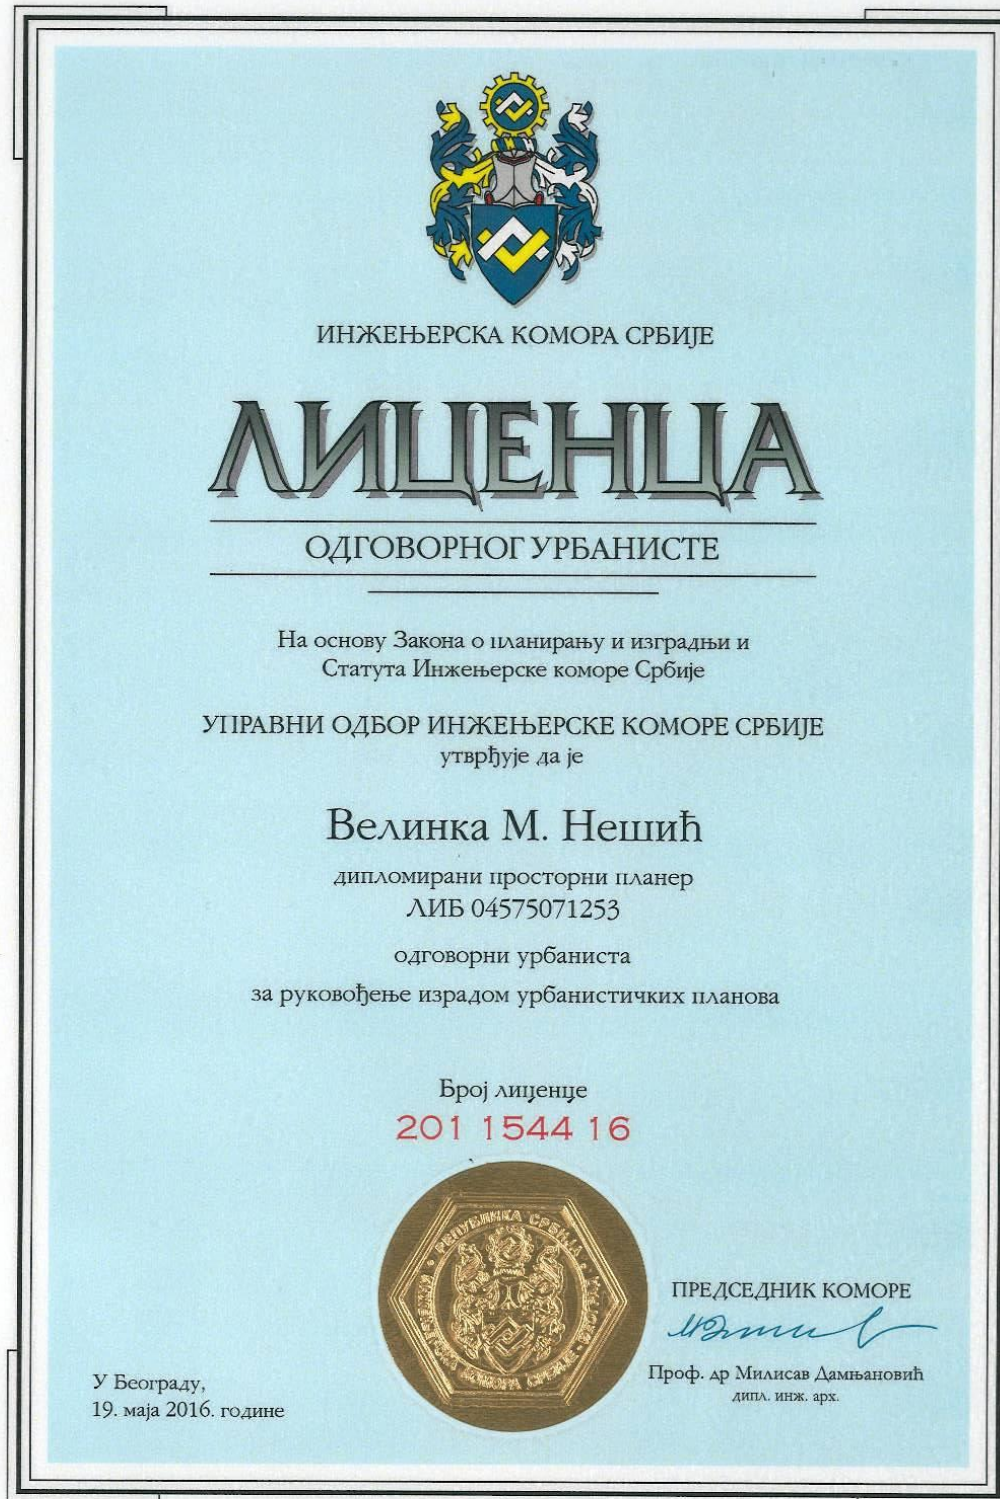 ИНЖЕЊЕРСКА КОМОРА СРБИЈЕ
ЛИЦЕНЦА
ОДГОВОРНОГ УРБАНИСТЕ
На основу Закона о планирању и изградњи и
Статута Инжењерске коморе Србије
УПРАВНИ ОДБОР ИНЖЕЊЕРСКЕ КОМОРЕ СРБИЈЕ
утврђује да је
Велинка М. Нешић
дипломирани просторни планер
ЛИБ 04575071253
одговорни урбаниста
за руковођење израдом урбанистичких планова
Број лиценце
201 1544 16
РЕПУБЛИКА СРБИЈА
КОМОРА СРБИЈЕ
ПРЕДСЕДНИК КОМОРЕ
Проф. др Милисав Дамњановић
дипл. инж. арх.
У Београду,
19. маја 2016. године